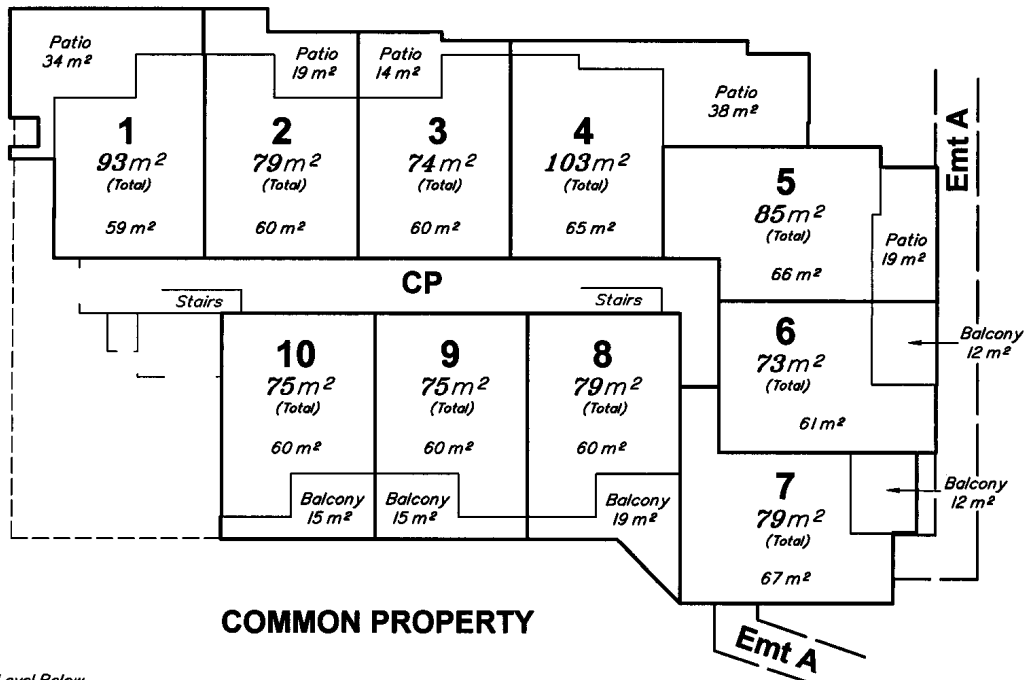 Patio
34 m²
1
93m²
(Total)
59 m²
Patio
19 m²
2
79m²
(Total)
60 m²
Patio
14 m²
3
74m²
(Total)
60 m²
4
103m²
(Total)
65 m²
Patio
38 m²
5
85m²
(Total)
66 m²
Patio
19 m²
Emt A
CP
Stairs
Stairs
10
75m²
(Total)
60 m²
Balcony
15 m²
9
75m²
(Total)
60 m²
Balcony
15 m²
8
79m²
(Total)
60 m²
Balcony
19 m²
6
73m²
(Total)
61 m²
Balcony
12 m²
7
79m²
(Total)
67 m²
Balcony
12 m²
COMMON PROPERTY
Emt A
Level Below